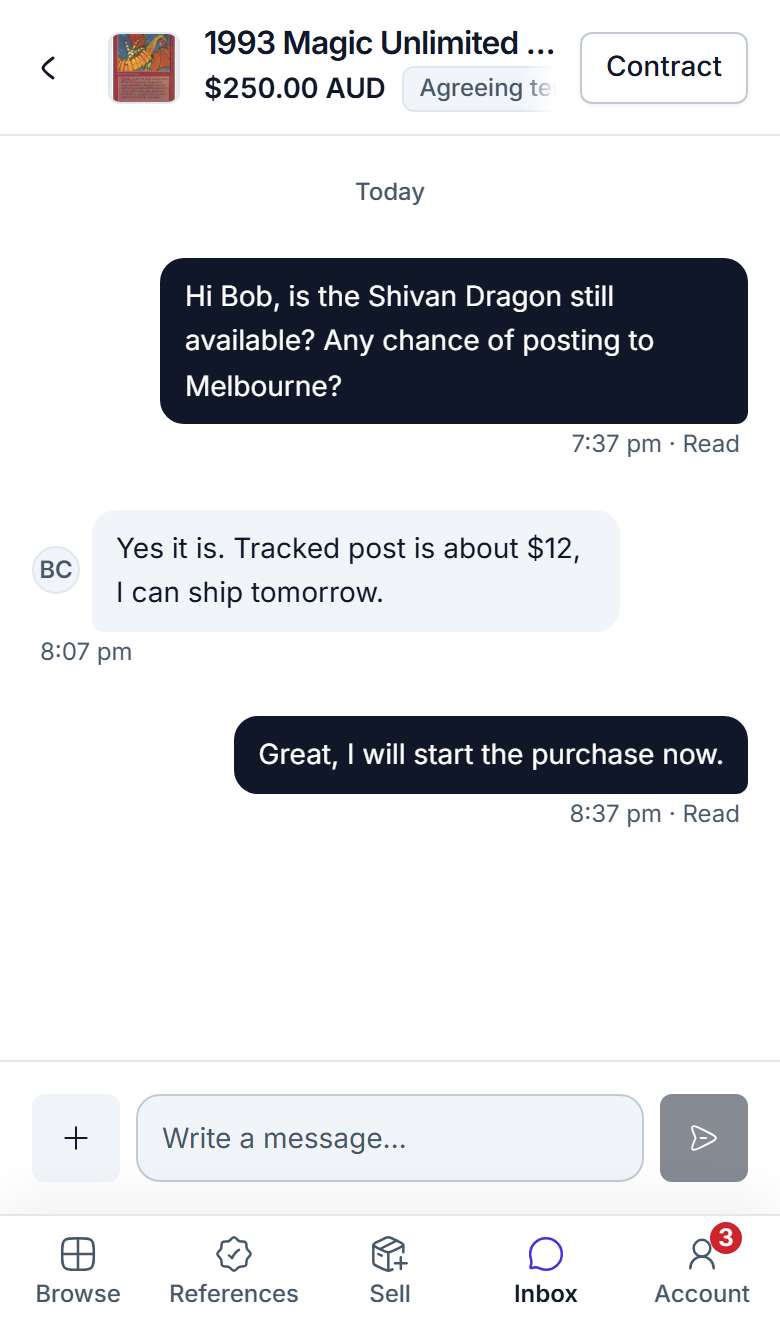 1993 Magic Unlimited ...
$250.00 AUD
Agreeing te
Contract
Today
Hi Bob, is the Shivan Dragon still
available? Any chance of posting to
Melbourne?
7:37 pm · Read
BC
Yes it is. Tracked post is about $12,
I can ship tomorrow.
8:07 pm
Great, I will start the purchase now.
8:37 pm · Read
Write a message...
Browse
References
Sell
Inbox
3
Account